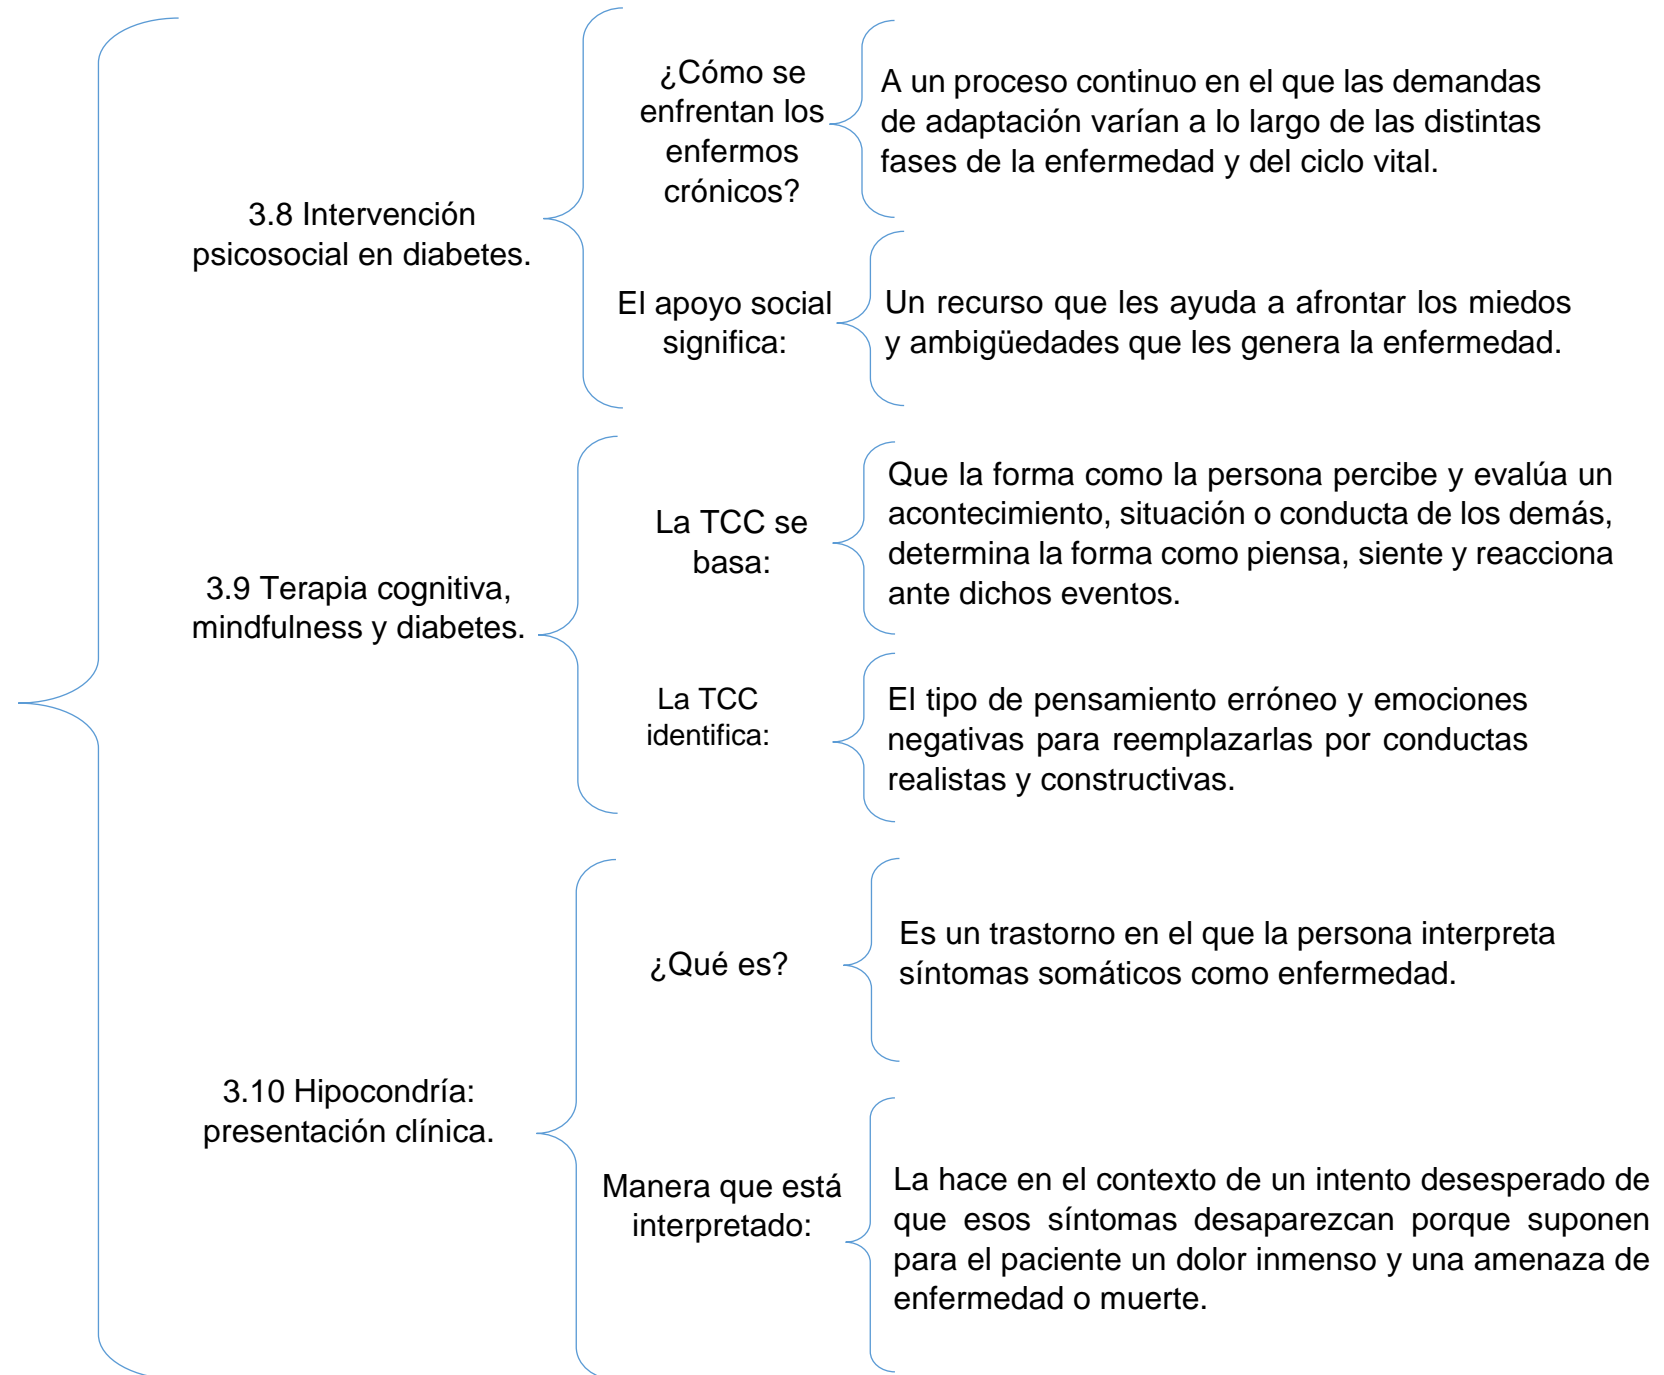 3.8 Intervención
psicosocial en diabetes.
¿Cómo se
enfrentan los
enfermos
crónicos?
A un proceso continuo en el que las demandas
de adaptación varían a lo largo de las distintas
fases de la enfermedad y del ciclo vital.
El apoyo social
significa:
Un recurso que les ayuda a afrontar los miedos
y ambigüedades que les genera la enfermedad.
3.9 Terapia cognitiva,
mindfulness y diabetes.
La TCC se
basa:
Que la forma como la persona percibe y evalúa un
acontecimiento, situación o conducta de los demás,
determina la forma como piensa, siente y reacciona
ante dichos eventos.
La TCC
identifica:
El tipo de pensamiento erróneo y emociones
negativas para reemplazarlas por conductas
realistas y constructivas.
3.10 Hipocondría:
presentación clínica.
¿Qué es?
Es un trastorno en el que la persona interpreta
síntomas somáticos como enfermedad.
Manera que está
interpretado:
La hace en el contexto de un intento desesperado de
que esos síntomas desaparezcan porque suponen
para el paciente un dolor inmenso y una amenaza de
enfermedad o muerte.